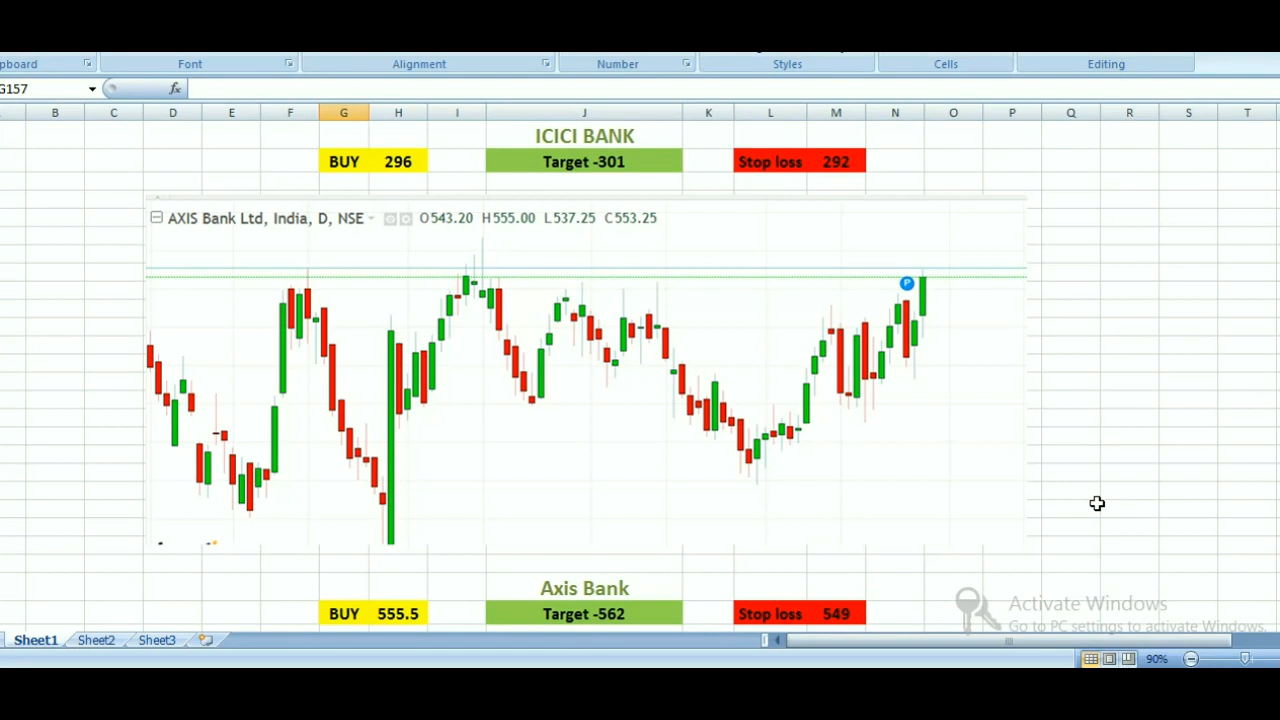 pboard Font Alignment Number Styles Cells Editing
G157 fx
B C D E F G H I J K L M N O P Q R S T
ICICI BANK
BUY 296 Target -301 Stop loss 292
AXIS Bank Ltd, India, D, NSE O543.20 H555.00 L537.25 C553.25
P
Axis Bank
BUY 555.5 Target -562 Stop loss 549
Activate Windows
Go to PC settings to activate Windows.
Sheet1 Sheet2 Sheet3
90%